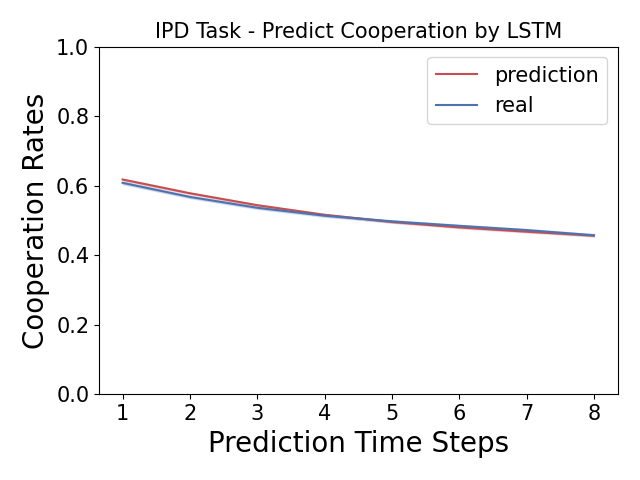 IPD Task - Predict Cooperation by LSTM
prediction
real
Cooperation Rates
1.0
0.8
0.6
0.4
0.2
0.0
1 2 3 4 5 6 7 8
Prediction Time Steps